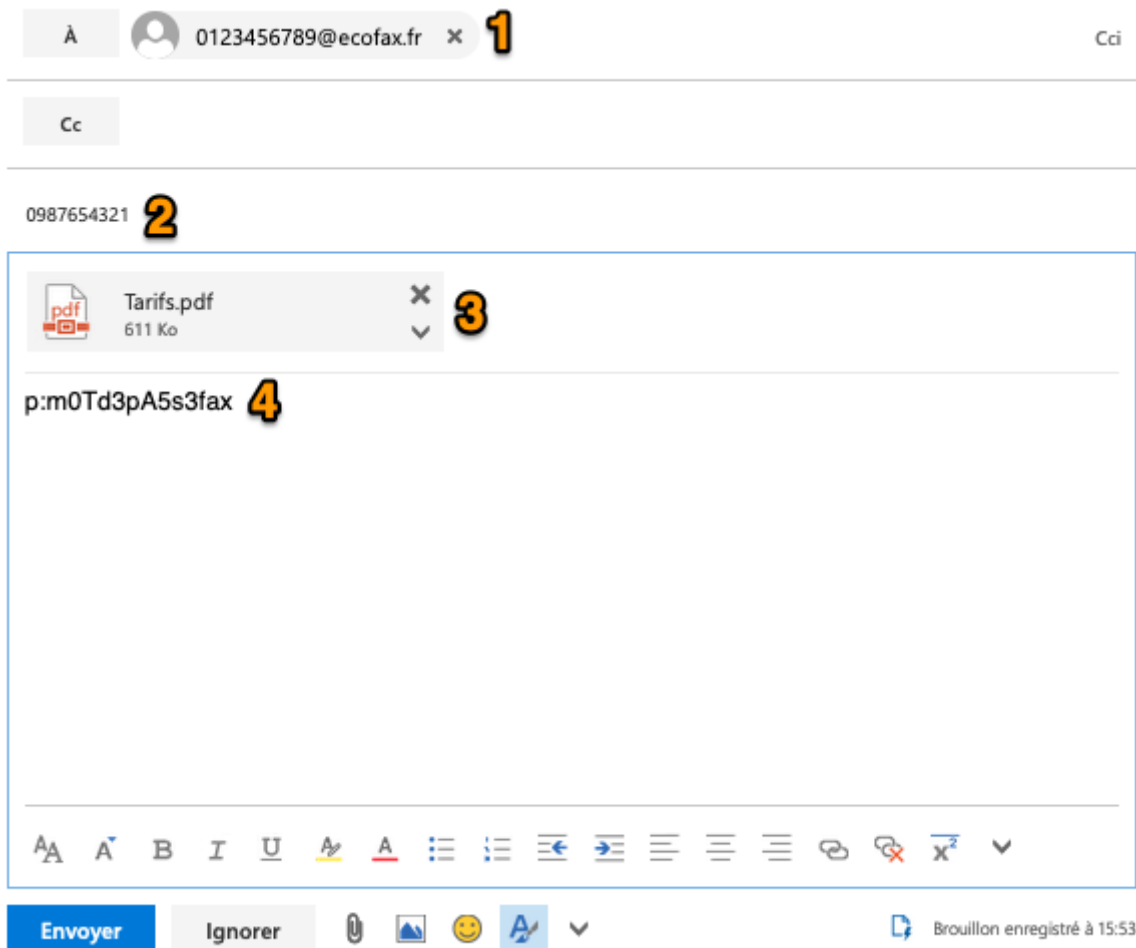 À 0123456789@ecofax.fr 1 Cci
Cc
0987654321 2
pdf Tarifs.pdf 3
611 Ko
p:m0Td3pA5s3fax 4
Envoyer Ignorer Brouillon enregistré à 15:53